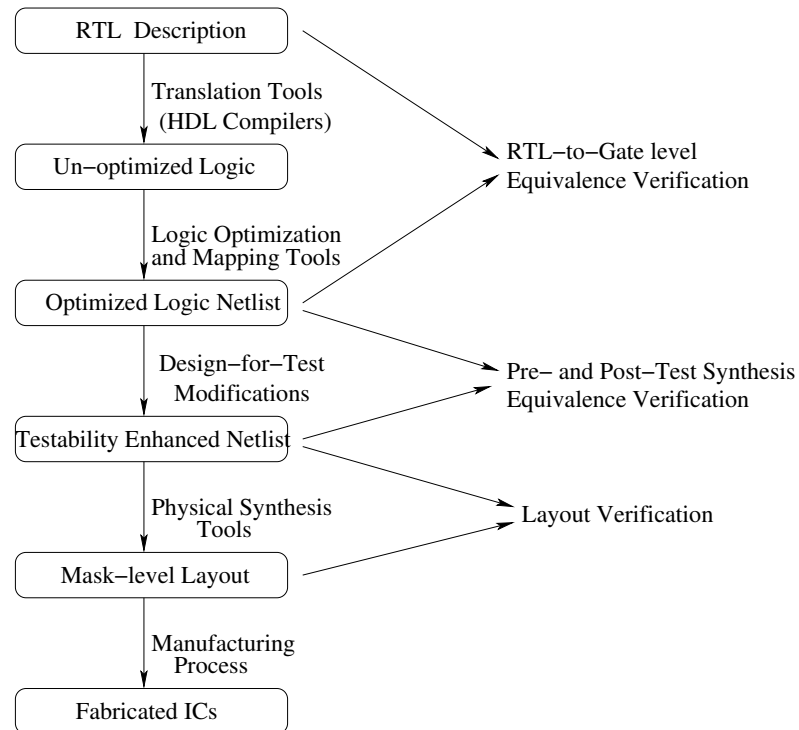 RTL Description
Translation Tools
(HDL Compilers)
Un-optimized Logic
RTL-to-Gate level
Equivalence Verification
Logic Optimization
and Mapping Tools
Optimized Logic Netlist
Design-for-Test
Modifications
Pre- and Post-Test Synthesis
Equivalence Verification
Testability Enhanced Netlist
Physical Synthesis
Tools
Layout Verification
Mask-level Layout
Manufacturing
Process
Fabricated ICs